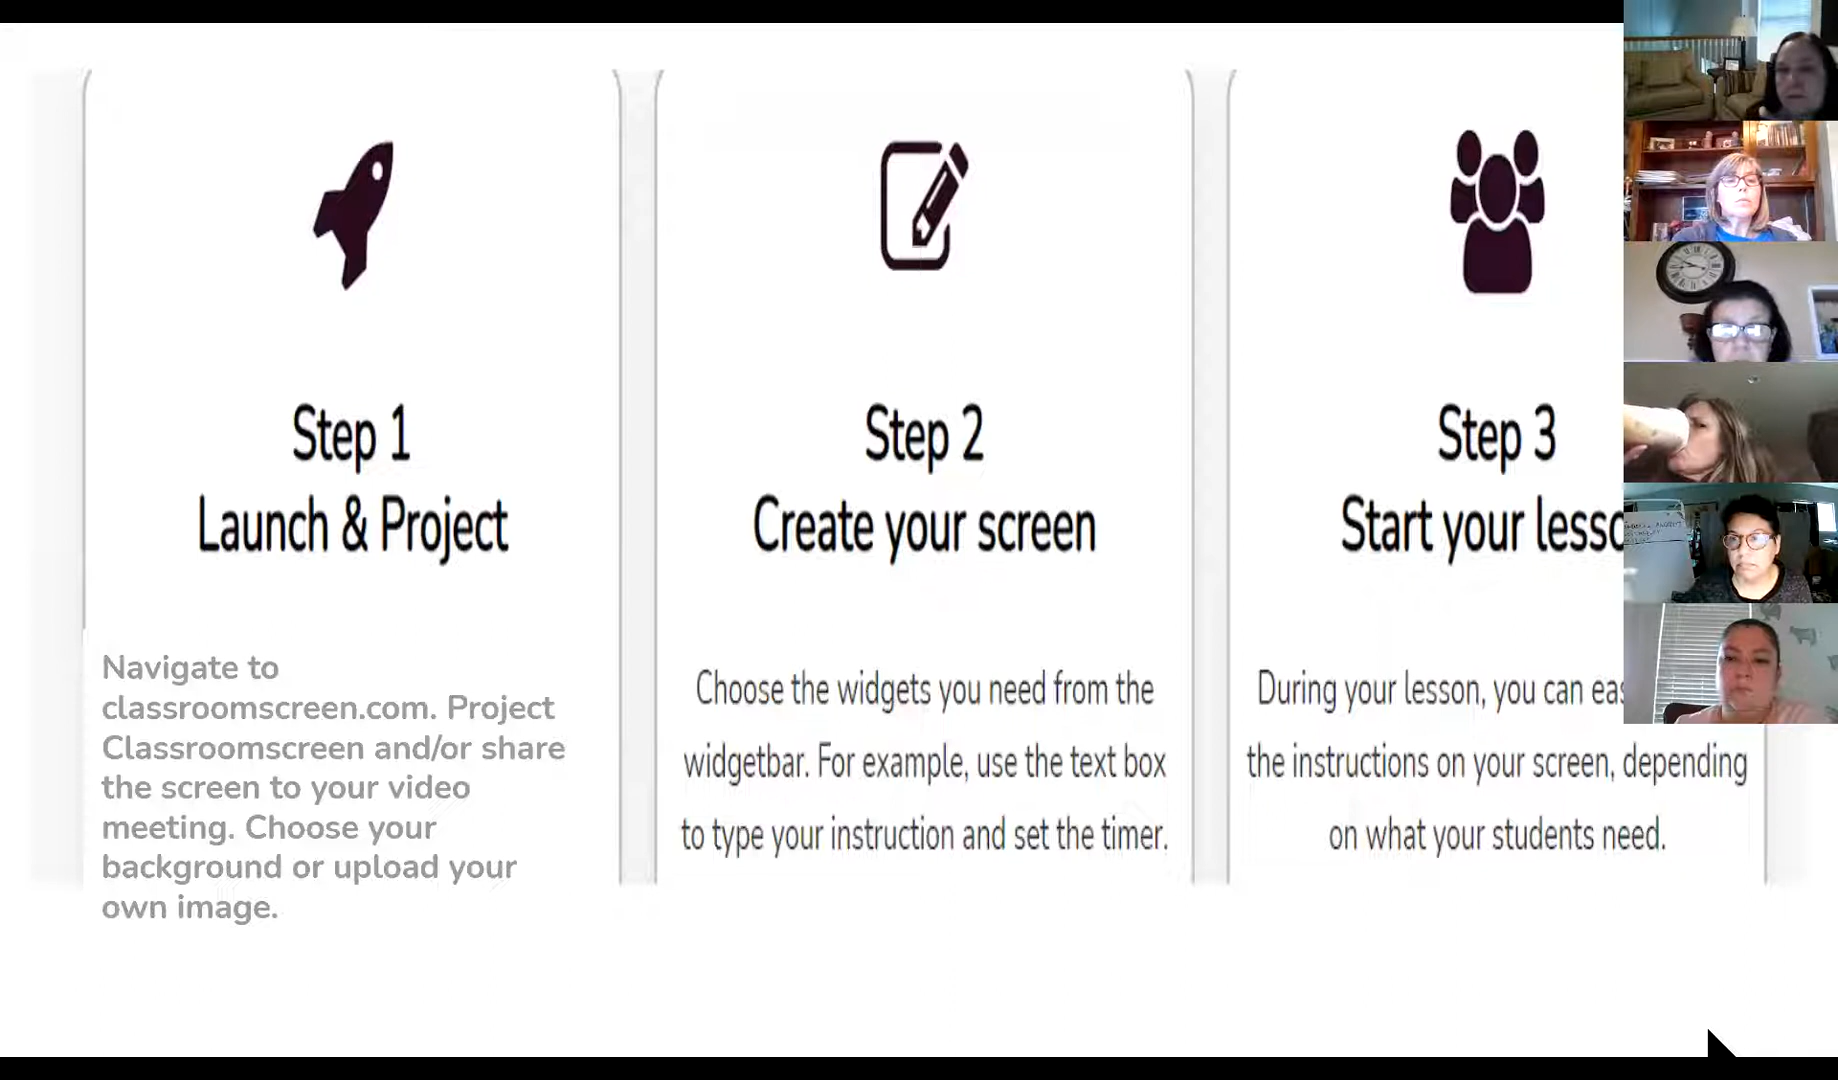 Step 1
Launch & Project
Navigate to
classroomscreen.com. Project
Classroomscreen and/or share
the screen to your video
meeting. Choose your
background or upload your
own image.
Step 2
Create your screen
Choose the widgets you need from the
widgetbar. For example, use the text box
to type your instruction and set the timer.
Step 3
Start your
During your lesson, you can
the instructions on your screen, depending
on what your students need.